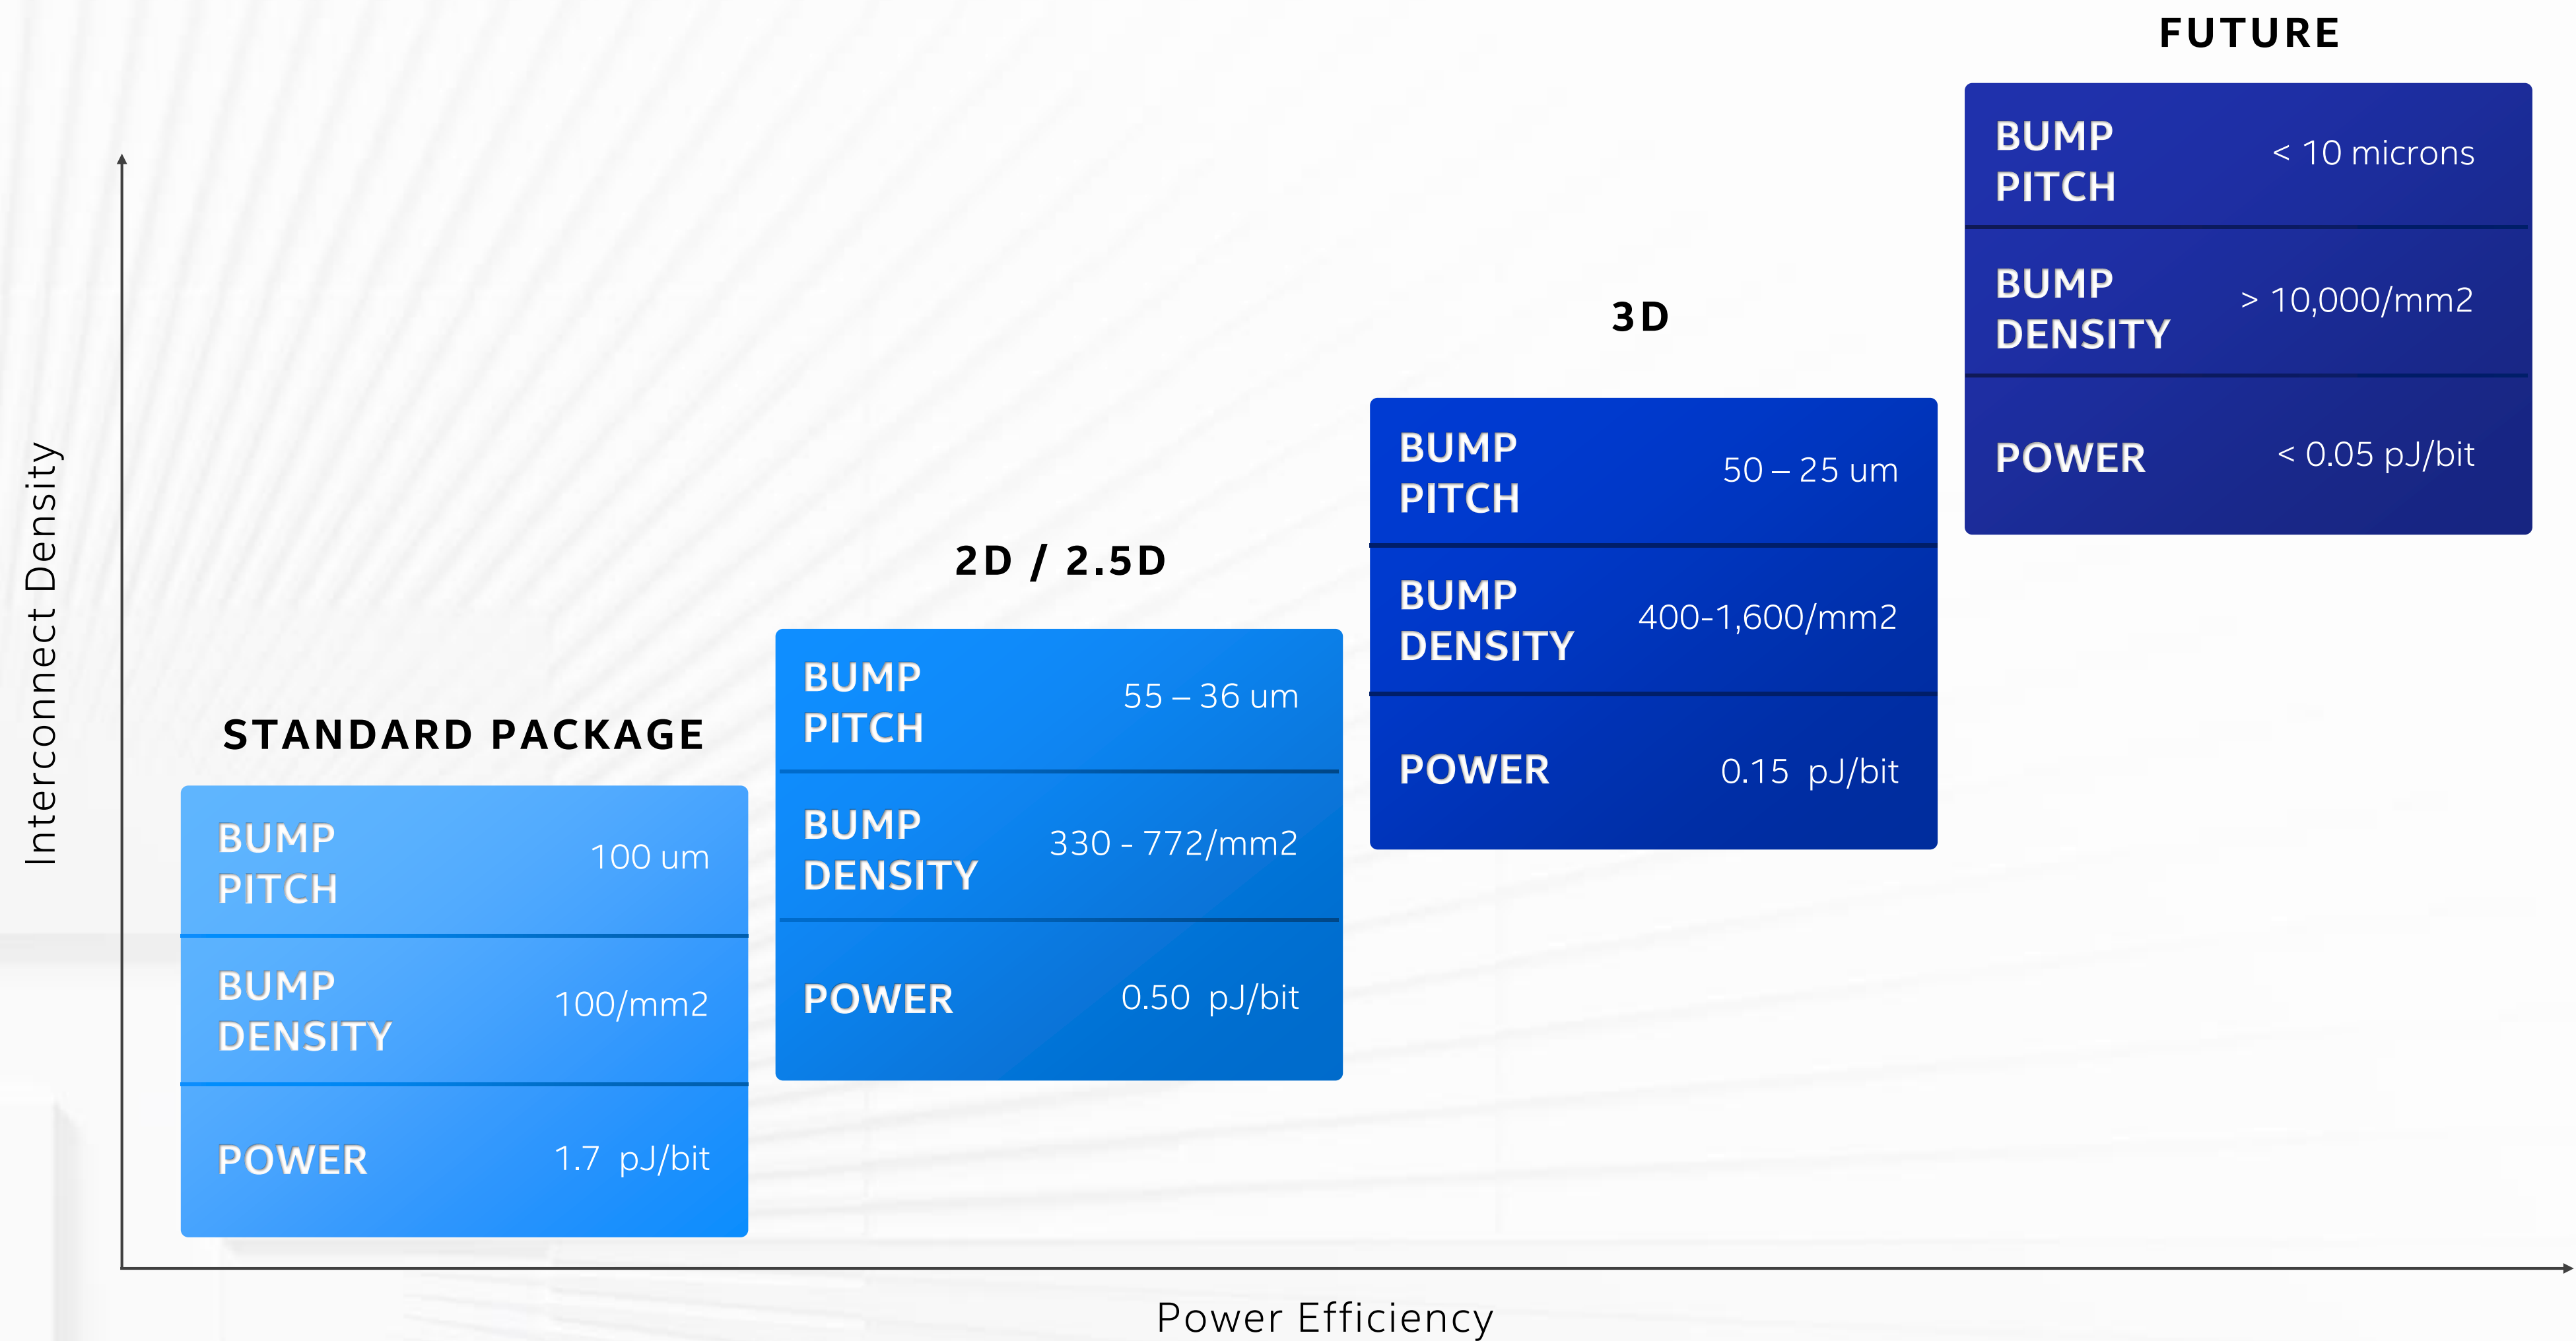 FUTURE
BUMP
PITCH
< 10 microns
BUMP
DENSITY
> 10,000/mm2
POWER
< 0.05 pJ/bit
3D
BUMP
PITCH
50 – 25 um
BUMP
DENSITY
400-1,600/mm2
POWER
0.15 pJ/bit
2D / 2.5D
BUMP
PITCH
55 – 36 um
BUMP
DENSITY
330 - 772/mm2
POWER
0.50 pJ/bit
STANDARD PACKAGE
BUMP
PITCH
100 um
BUMP
DENSITY
100/mm2
POWER
1.7 pJ/bit
Interconnect Density
Power Efficiency